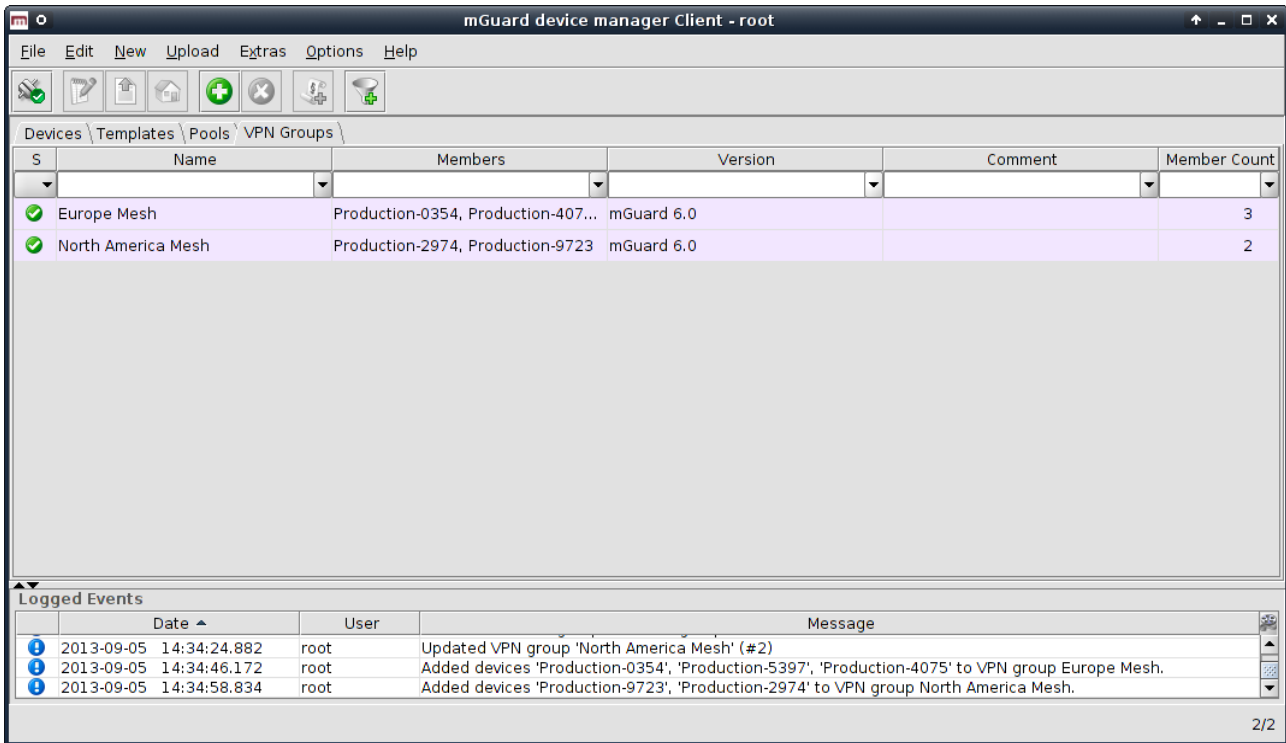 mGuard device manager Client - root
File Edit New Upload Extras Options Help
Devices Templates Pools VPN Groups
S Name Members Version Comment Member Count
Europe Mesh Production-0354, Production-407... mGuard 6.0 3
North America Mesh Production-2974, Production-9723 mGuard 6.0 2
Logged Events
Date User Message
2013-09-05 14:34:24.882 root Updated VPN group 'North America Mesh' (#2)
2013-09-05 14:34:46.172 root Added devices 'Production-0354', 'Production-5397', 'Production-4075' to VPN group Europe Mesh.
2013-09-05 14:34:58.834 root Added devices 'Production-9723', 'Production-2974' to VPN group North America Mesh.
2/2